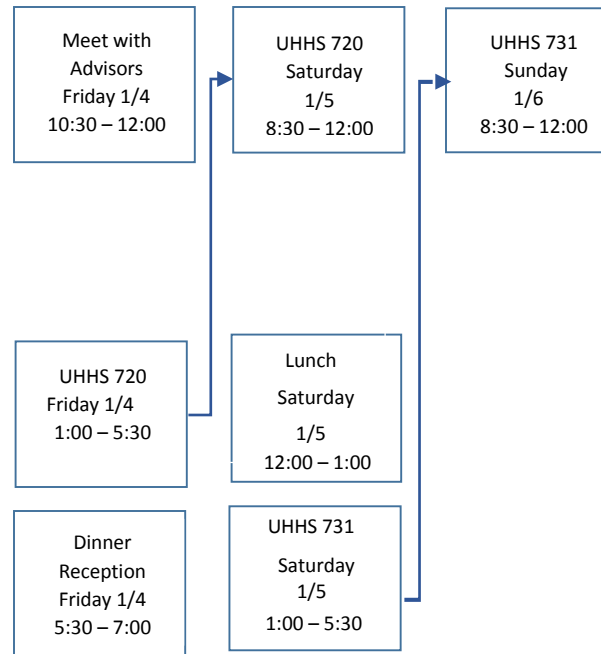 Meet with
Advisors
Friday 1/4
10:30 – 12:00
UHHS 720
Saturday
1/5
8:30 – 12:00
UHHS 731
Sunday
1/6
8:30 – 12:00
UHHS 720
Friday 1/4
1:00 – 5:30
Lunch
Saturday
1/5
12:00 – 1:00
Dinner
Reception
Friday 1/4
5:30 – 7:00
UHHS 731
Saturday
1/5
1:00 – 5:30